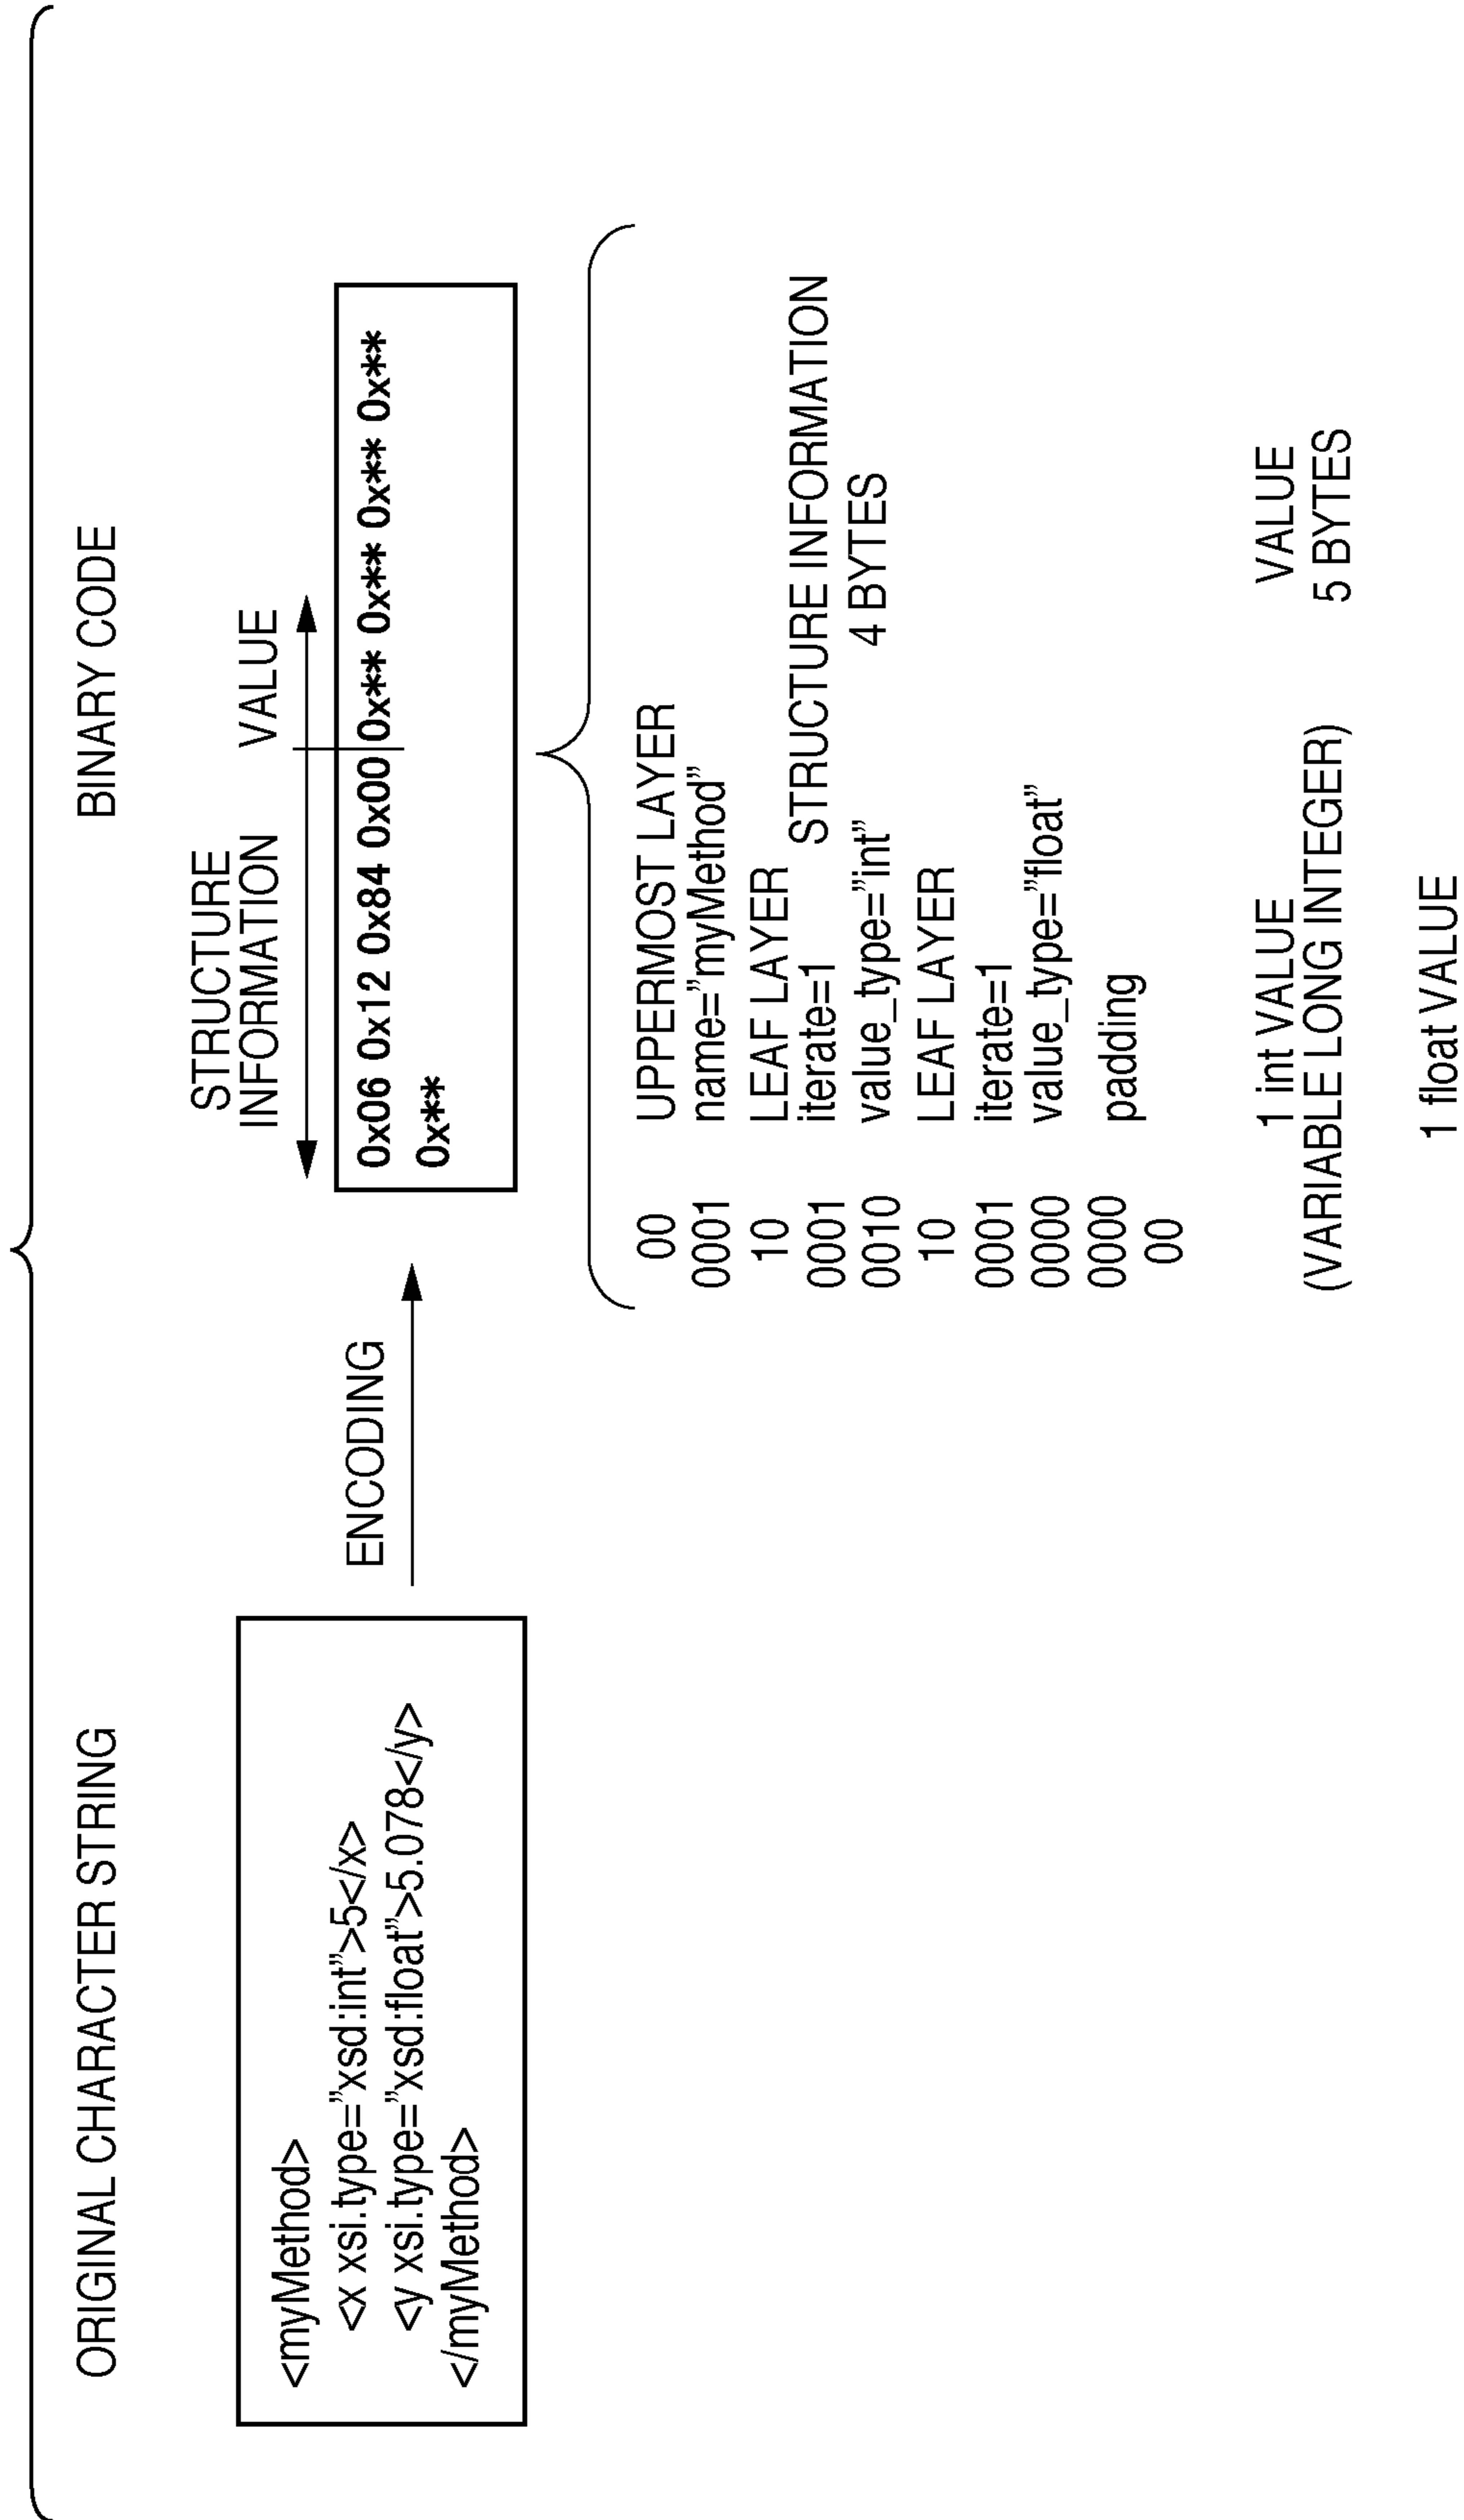 ORIGINAL CHARACTER STRING
<myMethod>
<x xsi.type="xsd:int">5</x>
<y xsi.type="xsd:float">5.078</y>
</myMethod>
ENCODING
BINARY CODE
STRUCTURE
INFORMATION
VALUE
0x06 0x12 0x84 0x00 0x** 0x** 0x** 0x**
0x**
00 UPPERMOST LAYER
0001 name="myMethod"
10 LEAF LAYER
0001 iterate=1
0010 value_type="int"
10 LEAF LAYER
0001 iterate=1
0000 value_type="float"
0000 padding
00
STRUCTURE INFORMATION
4 BYTES
1 int VALUE
(VARIABLE LONG INTEGER)
1 float VALUE
VALUE
5 BYTES